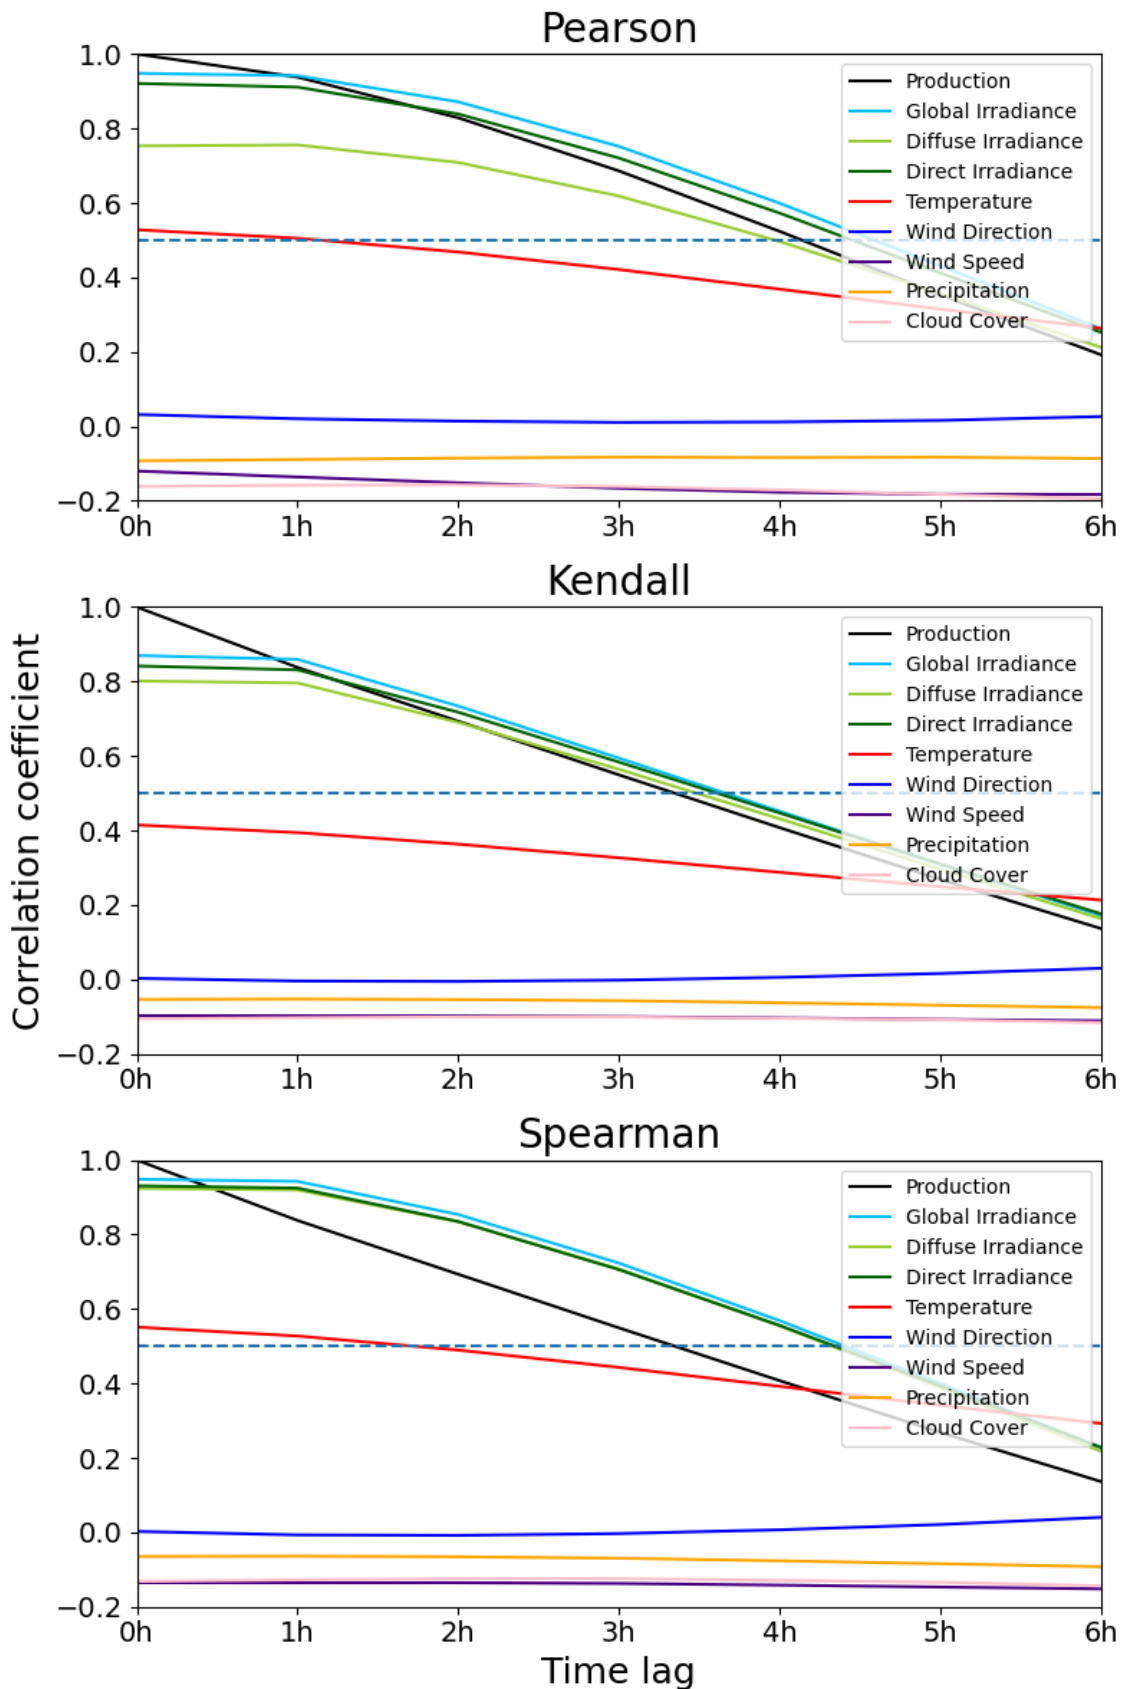 Pearson
1.0
0.8
0.6
0.4
0.2
0.0
−0.2
0h 1h 2h 3h 4h 5h 6h
Production
Global Irradiance
Diffuse Irradiance
Direct Irradiance
Temperature
Wind Direction
Wind Speed
Precipitation
Cloud Cover
Kendall
Correlation coefficient
1.0
0.8
0.6
0.4
0.2
0.0
−0.2
0h 1h 2h 3h 4h 5h 6h
Production
Global Irradiance
Diffuse Irradiance
Direct Irradiance
Temperature
Wind Direction
Wind Speed
Precipitation
Cloud Cover
Spearman
1.0
0.8
0.6
0.4
0.2
0.0
−0.2
0h 1h 2h 3h 4h 5h 6h
Production
Global Irradiance
Diffuse Irradiance
Direct Irradiance
Temperature
Wind Direction
Wind Speed
Precipitation
Cloud Cover
Time lag